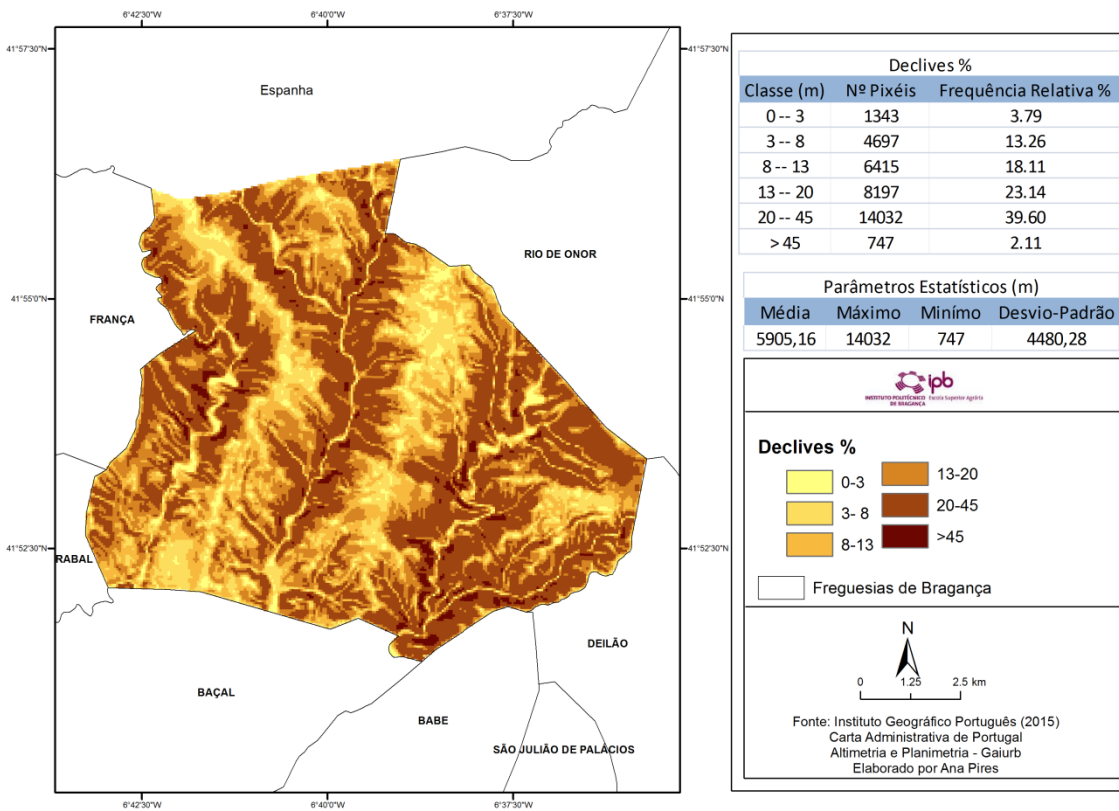 6°42'30"W 6°40'0"W 6°37'30"W
41°57'30"N 41°57'30"N
Espanha
RIO DE ONOR
41°55'0"N 41°55'0"N
FRANÇA
41°52'30"N 41°52'30"N
RABAL
DEILÃO
BAÇAL
BABE
SÃO JULIÃO DE PALÁCIOS
6°42'30"W 6°40'0"W 6°37'30"W
Declives %
Classe (m) Nº Pixéis Frequência Relativa %
0 -- 3 1343 3.79
3 -- 8 4697 13.26
8 -- 13 6415 18.11
13 -- 20 8197 23.14
20 -- 45 14032 39.60
> 45 747 2.11
Parâmetros Estatísticos (m)
Média Máximo Minímo Desvio-Padrão
5905,16 14032 747 4480,28
ipb
INSTITUTO POLITÉCNICO DE BRAGANÇA
Escola Superior Agrária
Declives %
0-3 13-20
3- 8 20-45
8-13 >45
Freguesias de Bragança
N
0 1.25 2.5 km
Fonte: Instituto Geográfico Português (2015)
Carta Administrativa de Portugal
Altimetria e Planimetria - Gaiurb
Elaborado por Ana Pires